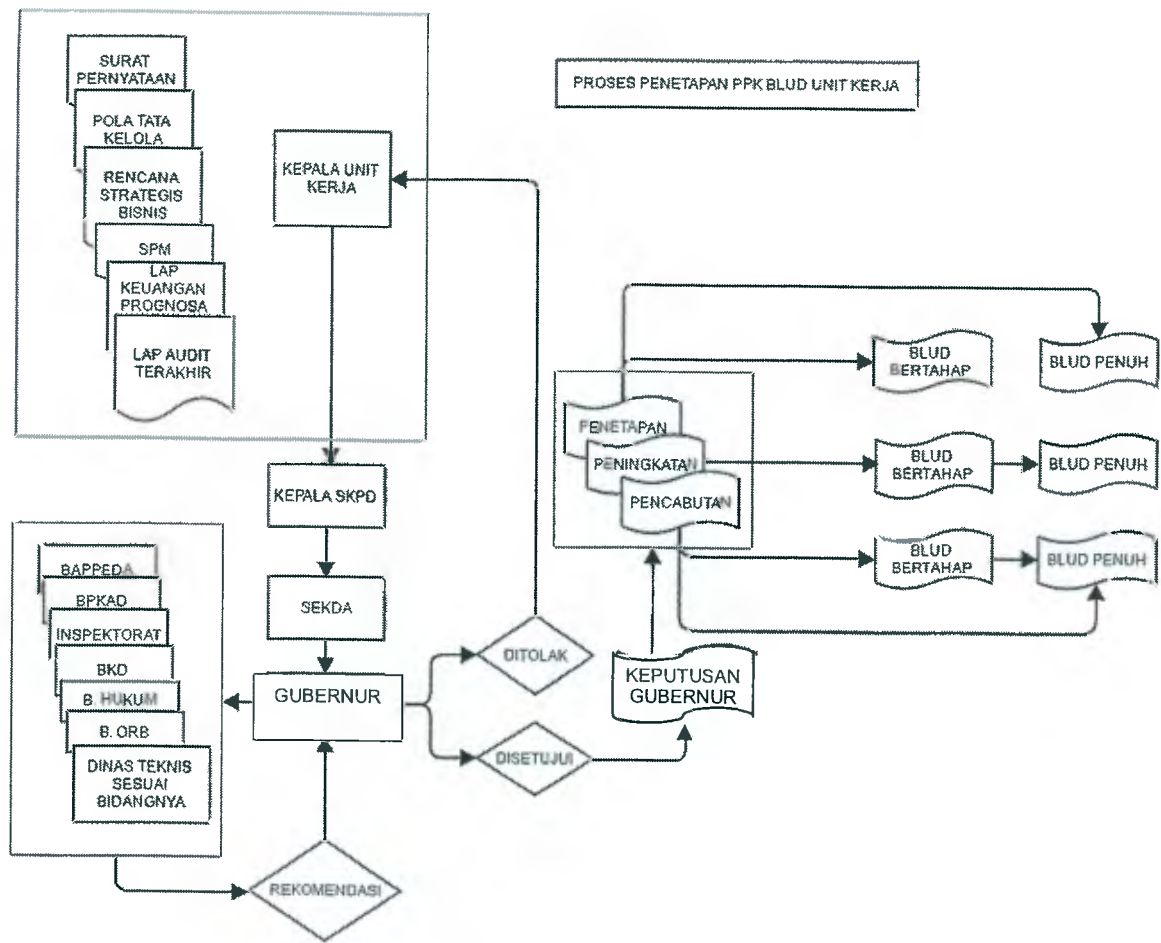 PROSES PENETAPAN PPK BLUD UNIT KERJA
SURAT
PERNYATAAN
POLA TATA
KELOLA
RENCANA
STRATEGIS
BISNIS
SPM
LAP
KEUANGAN
PROGNOSA
LAP AUDIT
TERAKHIR
KEPALA UNIT
KERJA
KEPALA SKPD
SEKDA
GUBERNUR
BAPPEDA
BPKAD
INSPEKTORAT
BKD
B. HUKUM
B. ORB
DINAS TEKNIS
SESUAI
BIDANGNYA
REKOMENDASI
DITOLAK
DISETUJUI
KEPUTUSAN
GUBERNUR
PENETAPAN
PENINGKATAN
PENCABUTAN
BLUD
BERTAHAP
BLUD PENUH
BLUD
BERTAHAP
BLUD PENUH
BLUD
BERTAHAP
BLUD PENUH